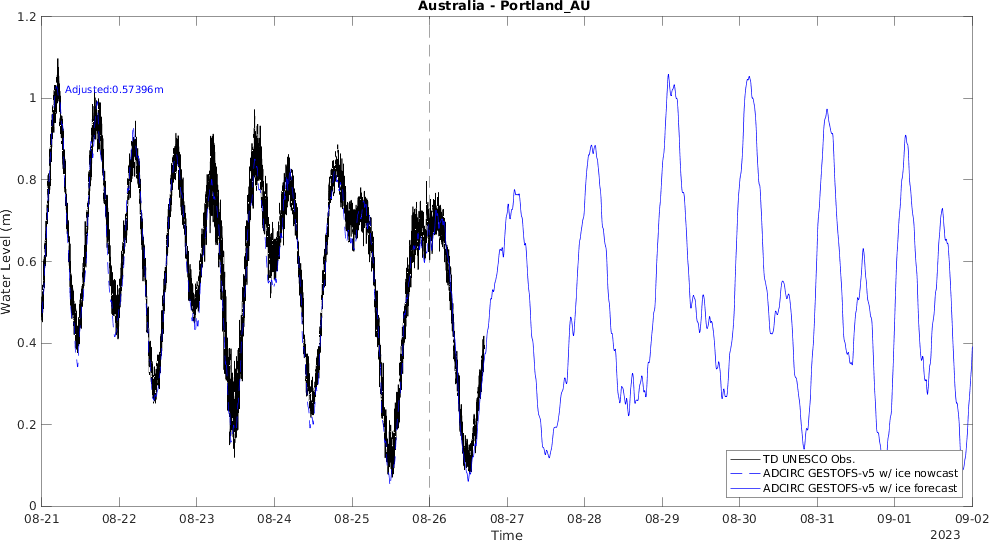 Australia - Portland_AU
Adjusted:0.57396m
Water Level (m)
1.2
1
0.8
0.6
0.4
0.2
0
TD UNESCO Obs.
ADCIRC GESTOFS-v5 w/ ice nowcast
ADCIRC GESTOFS-v5 w/ ice forecast
08-21 08-22 08-23 08-24 08-25 08-26 08-27 08-28 08-29 08-30 08-31 09-01 09-02
Time
2023